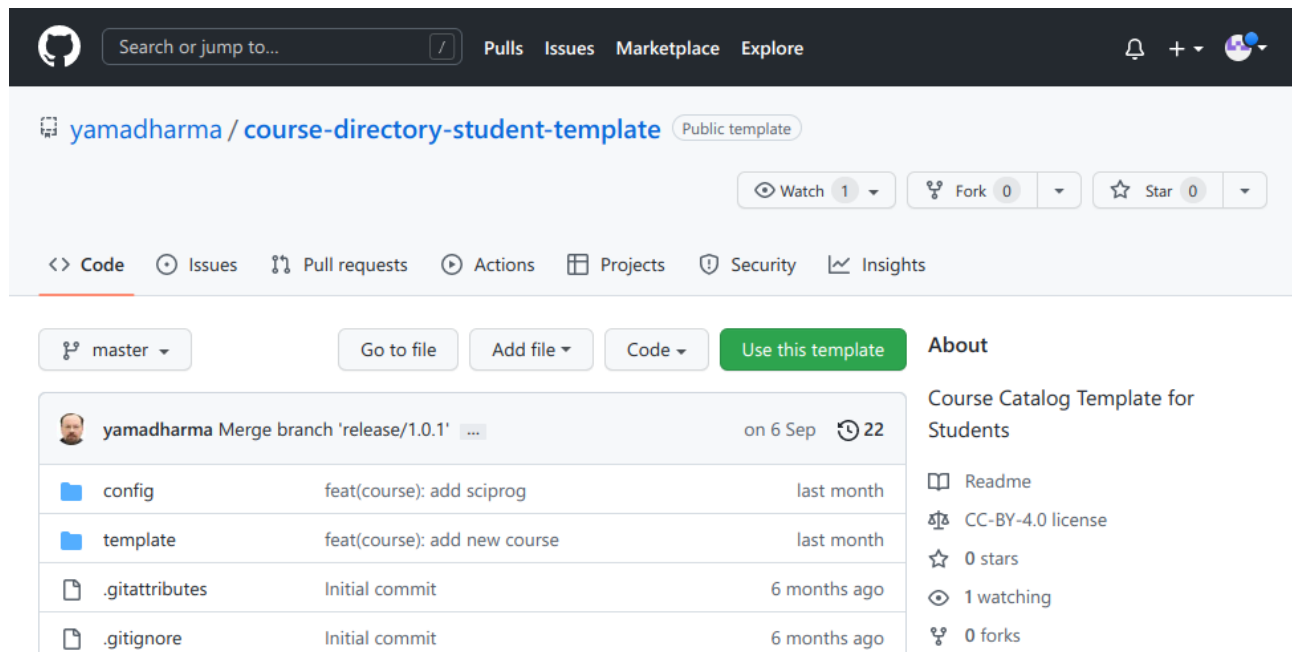 Search or jump to... / Pulls Issues Marketplace Explore
yamadharma / course-directory-student-template Public template
Watch 1 Fork 0 Star 0
Code Issues Pull requests Actions Projects Security Insights
master Go to file Add file Code Use this template
yamadharma Merge branch 'release/1.0.1' ... on 6 Sep 22
config feat(course): add sciprog last month
template feat(course): add new course last month
.gitattributes Initial commit 6 months ago
.gitignore Initial commit 6 months ago
About
Course Catalog Template for
Students
Readme
CC-BY-4.0 license
0 stars
1 watching
0 forks